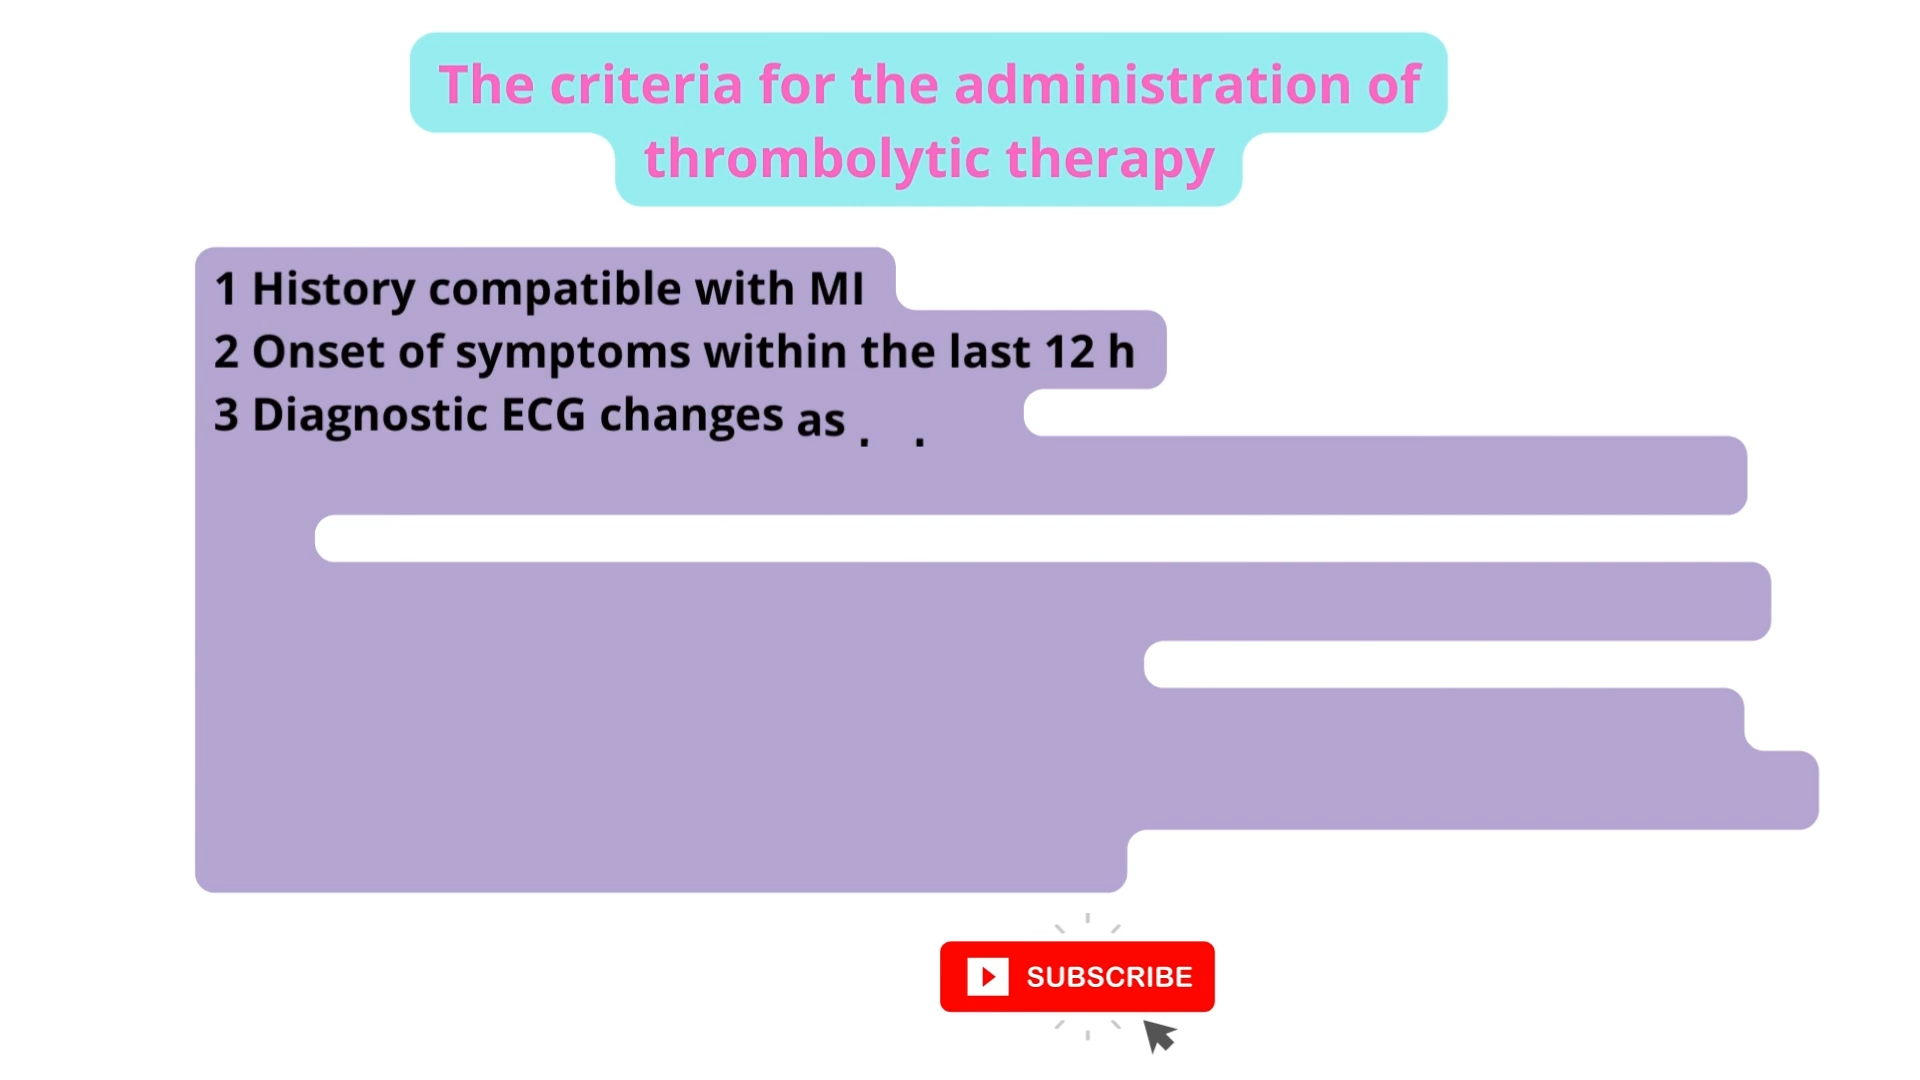 The criteria for the administration of
thrombolytic therapy
1 History compatible with MI
2 Onset of symptoms within the last 12 h
3 Diagnostic ECG changes as
SUBSCRIBE